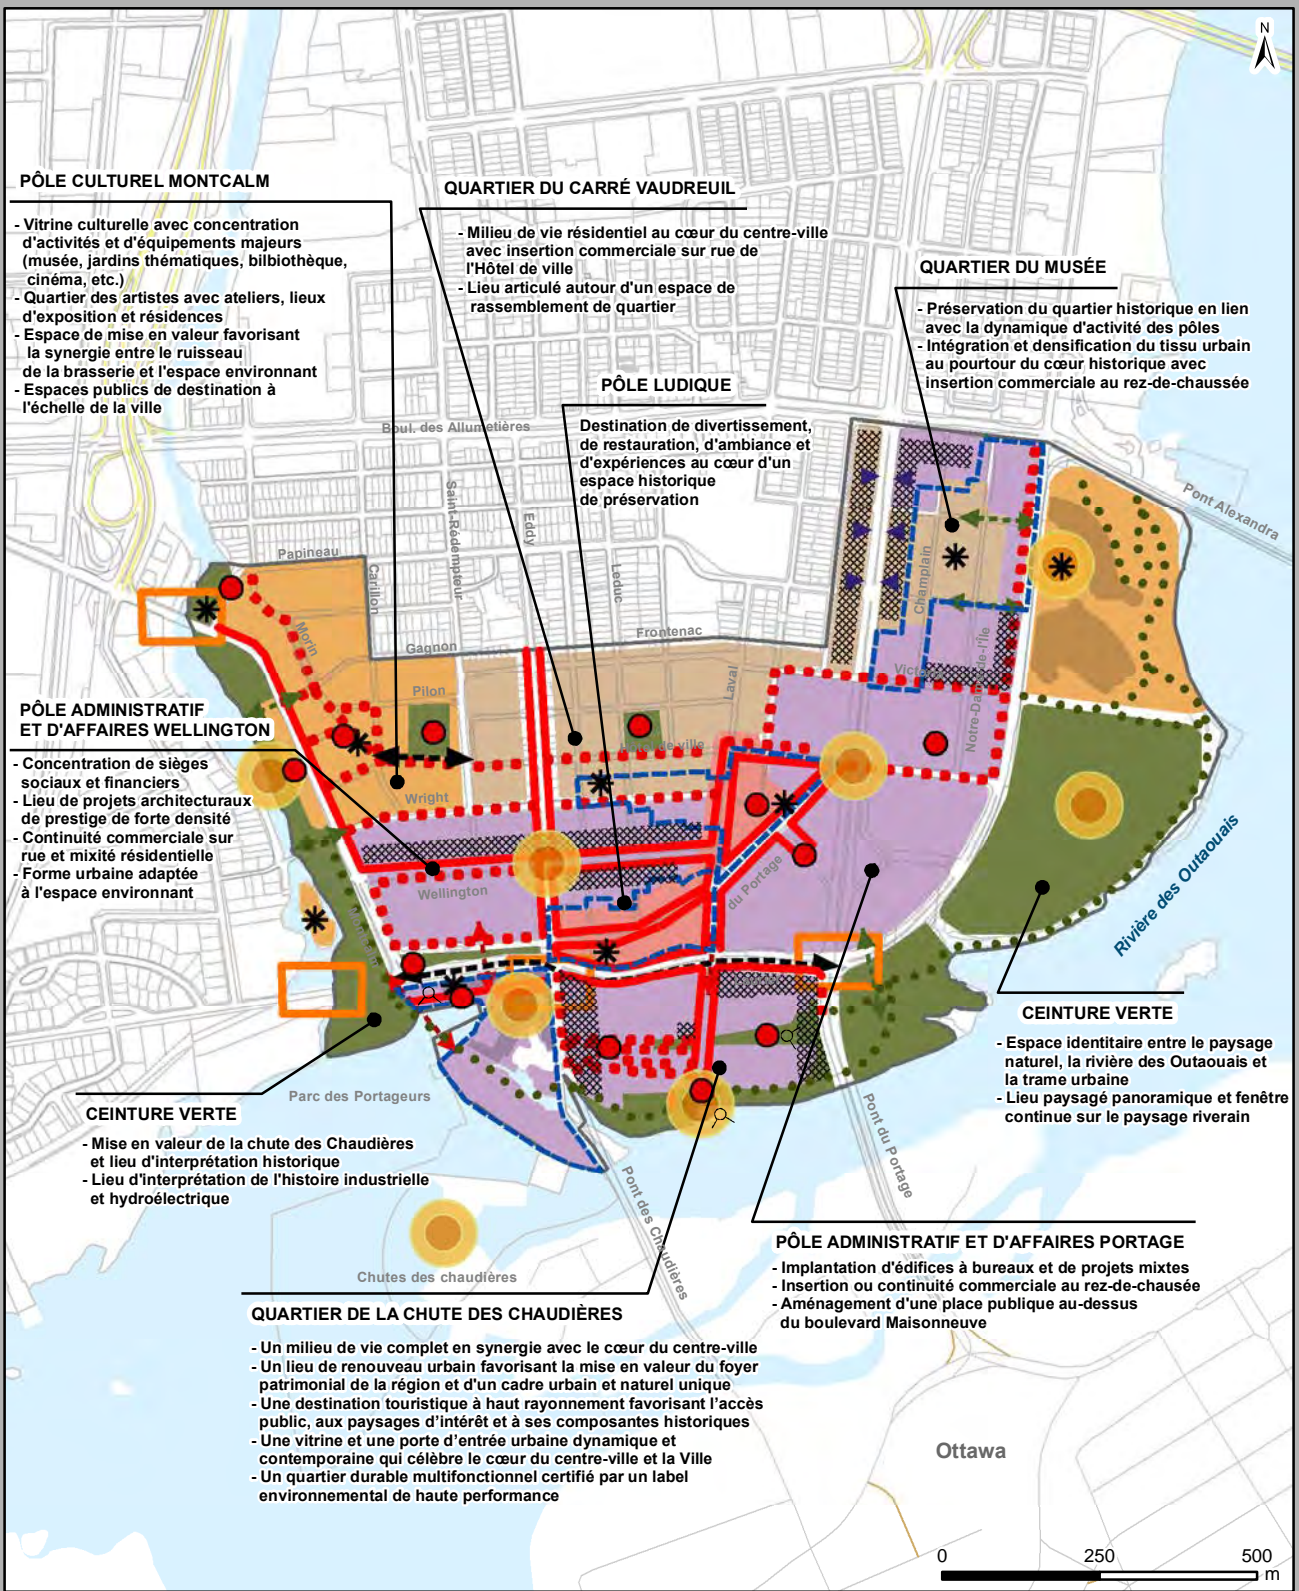 N
PÔLE CULTUREL MONTCALM
- Vitrine culturelle avec concentration
d'activités et d'équipements majeurs
(musée, jardins thématiques, bilbiothèque,
cinéma, etc.)
- Quartier des artistes avec ateliers, lieux
d'exposition et résidences
- Espace de mise en valeur favorisant
la synergie entre le ruisseau
de la brasserie et l'espace environnant
- Espaces publics de destination à
l'échelle de la ville
QUARTIER DU CARRÉ VAUDREUIL
- Milieu de vie résidentiel au cœur du centre-ville
avec insertion commerciale sur rue de
l'Hôtel de ville
- Lieu articulé autour d'un espace de
rassemblement de quartier
QUARTIER DU MUSÉE
- Préservation du quartier historique en lien
avec la dynamique d'activité des pôles
- Intégration et densification du tissu urbain
au pourtour du cœur historique avec
insertion commerciale au rez-de-chaussée
PÔLE LUDIQUE
Destination de divertissement,
de restauration, d'ambiance et
d'expériences au cœur d'un
espace historique
de préservation
Boul. des Allumetières
Saint-Rédempteur
Eddy
Pont Alexandra
Papineau
Carillon
Leduc
Champlain
Morin
Gagnon
Frontenac
Pilon
Laval
Notre-Dame-de-l'Île
PÔLE ADMINISTRATIF
ET D'AFFAIRES WELLINGTON
- Concentration de sièges
sociaux et financiers
- Lieu de projets architecturaux
de prestige de forte densité
- Continuité commerciale sur
rue et mixité résidentielle
- Forme urbaine adaptée
à l'espace environnant
Wright
Wellington
du Portage
Rivière des Outaouais
CEINTURE VERTE
- Espace identitaire entre le paysage
naturel, la rivière des Outaouais et
la trame urbaine
- Lieu paysagé panoramique et fenêtre
continue sur le paysage riverain
Parc des Portageurs
CEINTURE VERTE
- Mise en valeur de la chute des Chaudières
et lieu d'interprétation historique
- Lieu d'interprétation de l'histoire industrielle
et hydroélectrique
Pont du Portage
Pont des Chaudières
Chutes des chaudières
PÔLE ADMINISTRATIF ET D'AFFAIRES PORTAGE
- Implantation d'édifices à bureaux et de projets mixtes
- Insertion ou continuité commerciale au rez-de-chausée
- Aménagement d'une place publique au-dessus
du boulevard Maisonneuve
QUARTIER DE LA CHUTE DES CHAUDIÈRES
- Un milieu de vie complet en synergie avec le cœur du centre-ville
- Un lieu de renouveau urbain favorisant la mise en valeur du foyer
patrimonial de la région et d'un cadre urbain et naturel unique
- Une destination touristique à haut rayonnement favorisant l'accès
public, aux paysages d'intérêt et à ses composantes historiques
- Une vitrine et une porte d'entrée urbaine dynamique et
contemporaine qui célèbre le cœur du centre-ville et la Ville
- Un quartier durable multifonctionnel certifié par un label
environnemental de haute performance
Ottawa
0 250 500
m